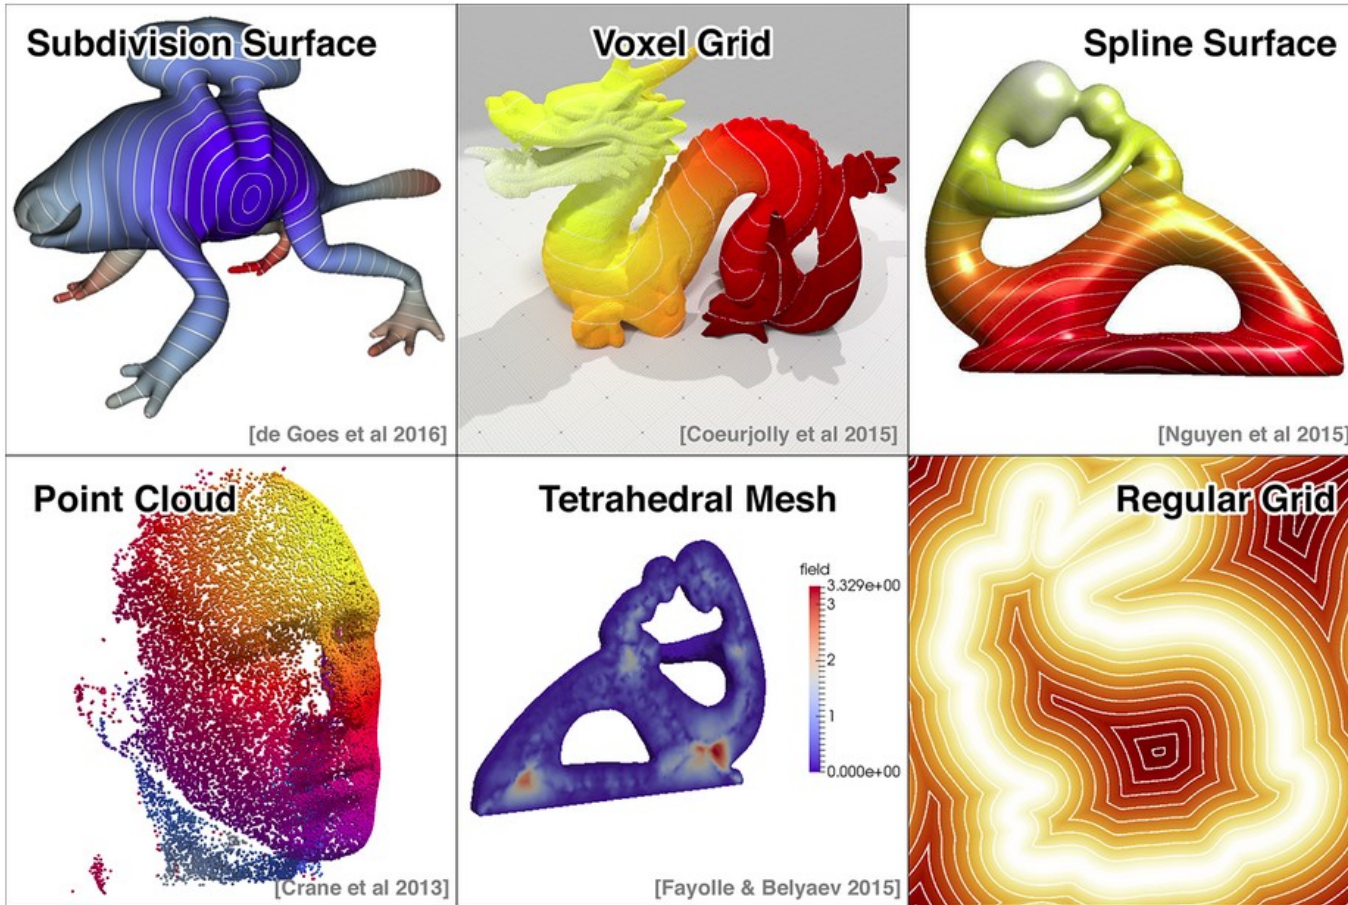 Subdivision Surface
[de Goes et al 2016]
Voxel Grid
[Coeurjolly et al 2015]
Spline Surface
[Nguyen et al 2015]
Point Cloud
[Crane et al 2013]
Tetrahedral Mesh
field
3.329e+00
3
2
1
0.000e+00
[Fayolle & Belyaev 2015]
Regular Grid